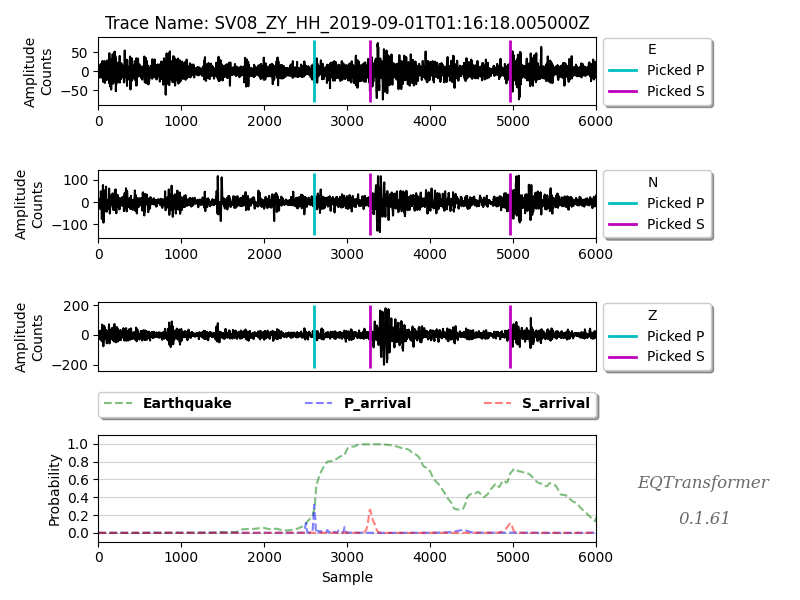 Trace Name: SV08_ZY_HH_2019-09-01T01:16:18.005000Z
Amplitude
Counts
50
0
−50
0 1000 2000 3000 4000 5000 6000
E
Picked P
Picked S
Amplitude
Counts
100
0
−100
0 1000 2000 3000 4000 5000 6000
N
Picked P
Picked S
Amplitude
Counts
200
0
−200
0 1000 2000 3000 4000 5000 6000
Z
Picked P
Picked S
Earthquake P_arrival S_arrival
Probability
1.0
0.8
0.6
0.4
0.2
0.0
0 1000 2000 3000 4000 5000 6000
Sample
EQTransformer
0.1.61